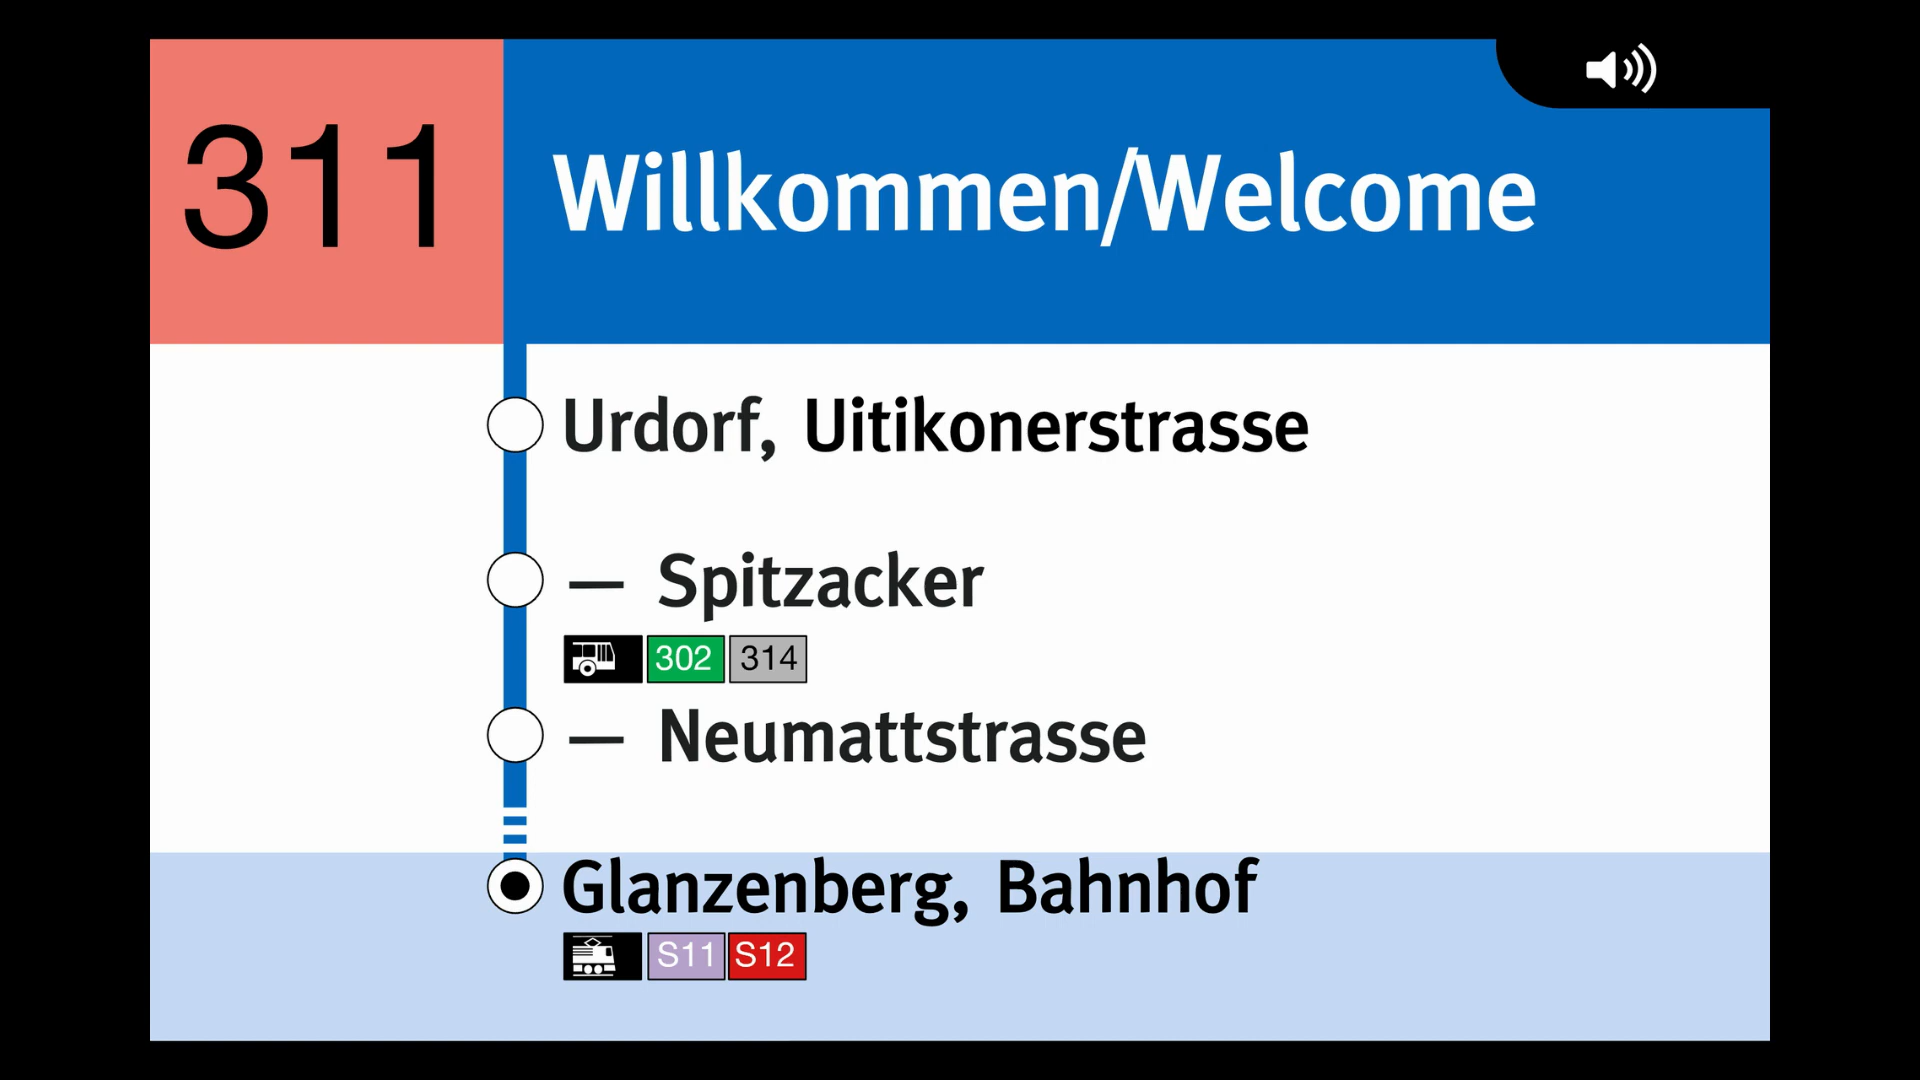 311
Willkommen/Welcome
Urdorf, Uitikonerstrasse
— Spitzacker
302 314
— Neumattstrasse
Glanzenberg, Bahnhof
S11 S12